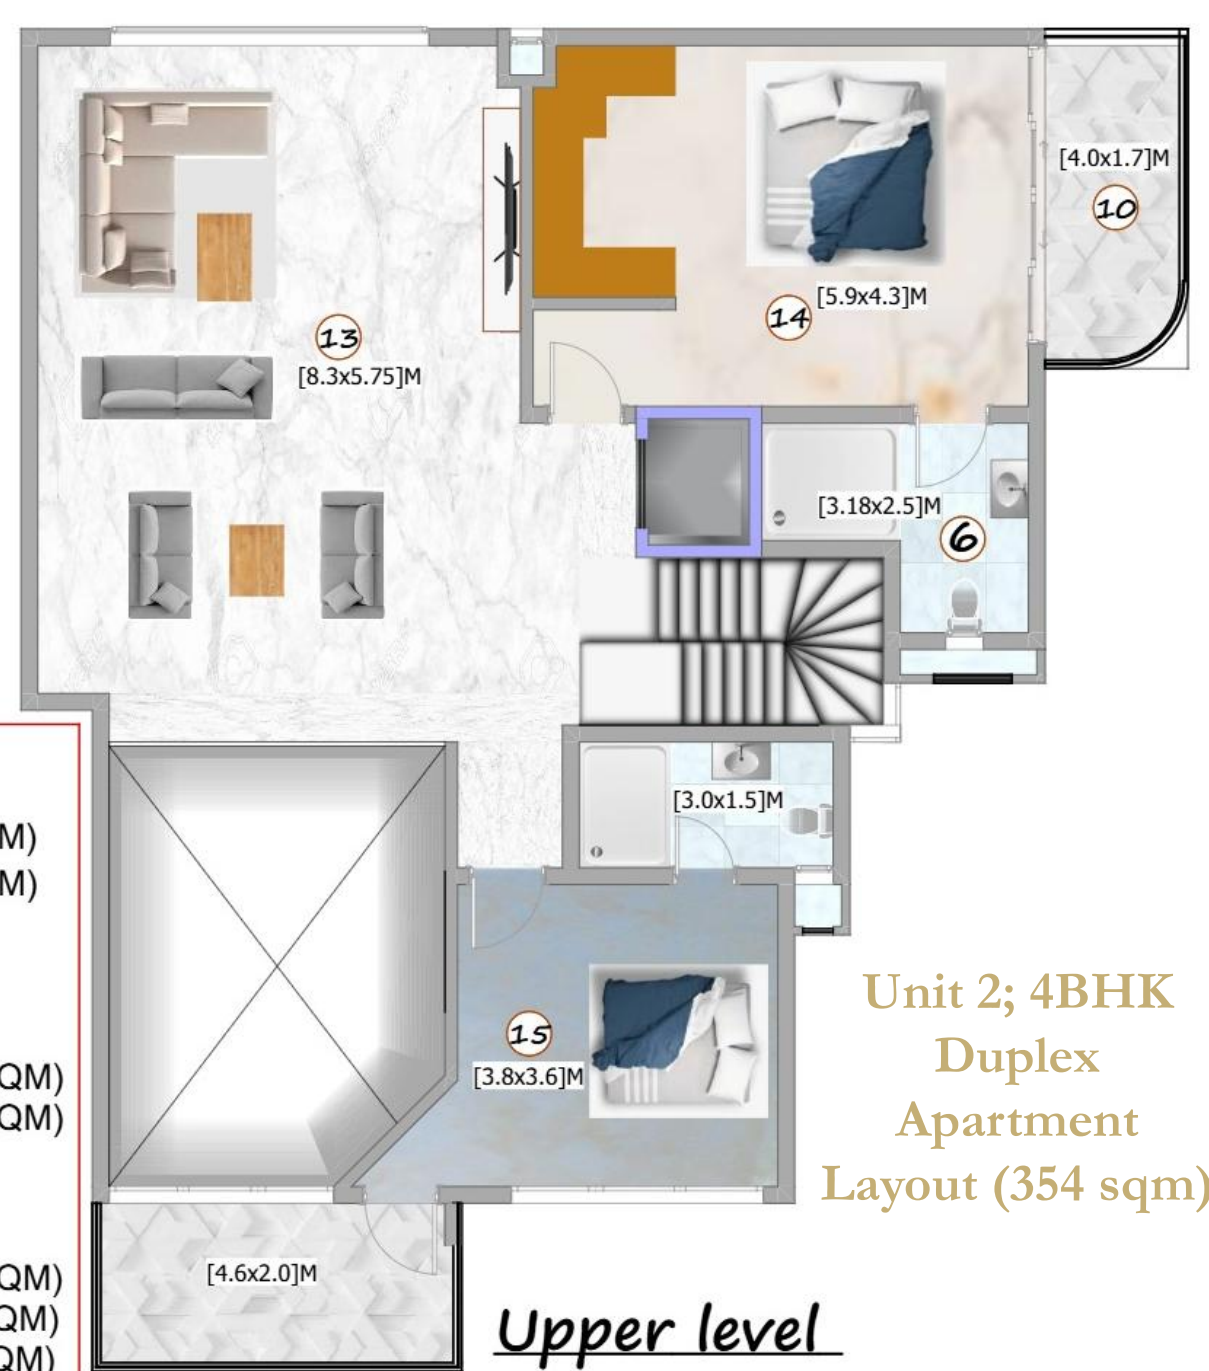 [4.0x1.7]M
10
[5.9x4.3]M
14
13
[8.3x5.75]M
[3.18x2.5]M
6
[3.0x1.5]M
M)
M)
15
[3.8x3.6]M
QM)
QM)
Unit 2; 4BHK
Duplex
Apartment
Layout (354 sqm)
[4.6x2.0]M
QM)
QM)
QM)
Upper level